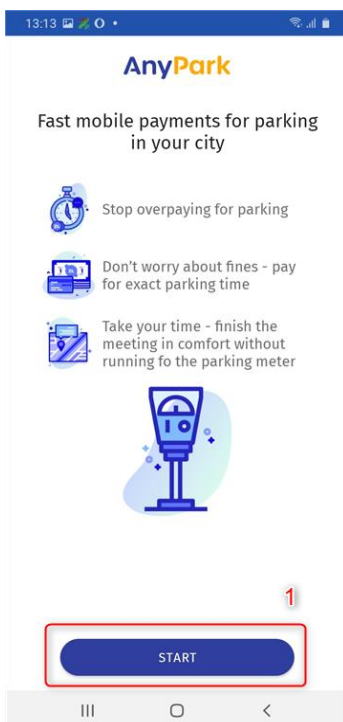 13:13
AnyPark
Fast mobile payments for parking
in your city
Stop overpaying for parking
Don't worry about fines - pay
for exact parking time
Take your time - finish the
meeting in comfort without
running fo the parking meter
1
START